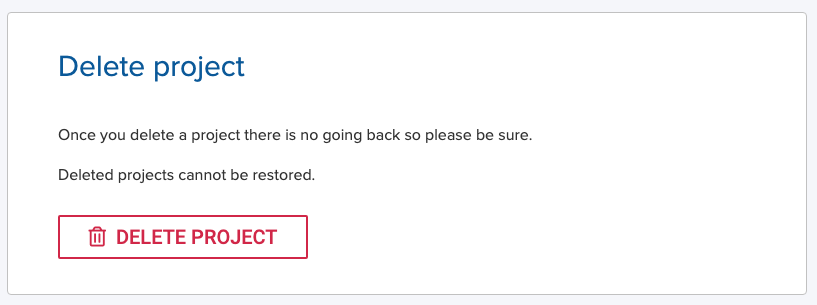 Delete project
Once you delete a project there is no going back so please be sure.
Deleted projects cannot be restored.
DELETE PROJECT